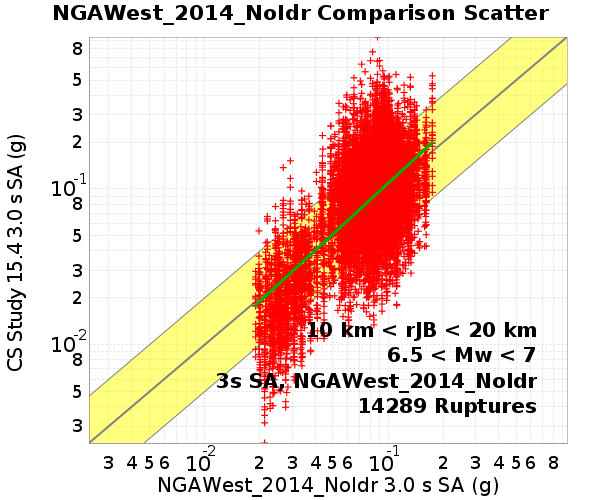 NGAWest_2014_NoIdr Comparison Scatter
CS Study 15.4 3.0 s SA (g)
8
5
3
2
10-1
8
5
3
2
10-2
8
5
3
10 km < rJB < 20 km
6.5 < Mw < 7
3s SA, NGAWest_2014_NoIdr
14289 Ruptures
3 4 5 6 8 10-2 2 3 4 5 6 8 10-1 2 3 4 5 6 8
NGAWest_2014_NoIdr 3.0 s SA (g)